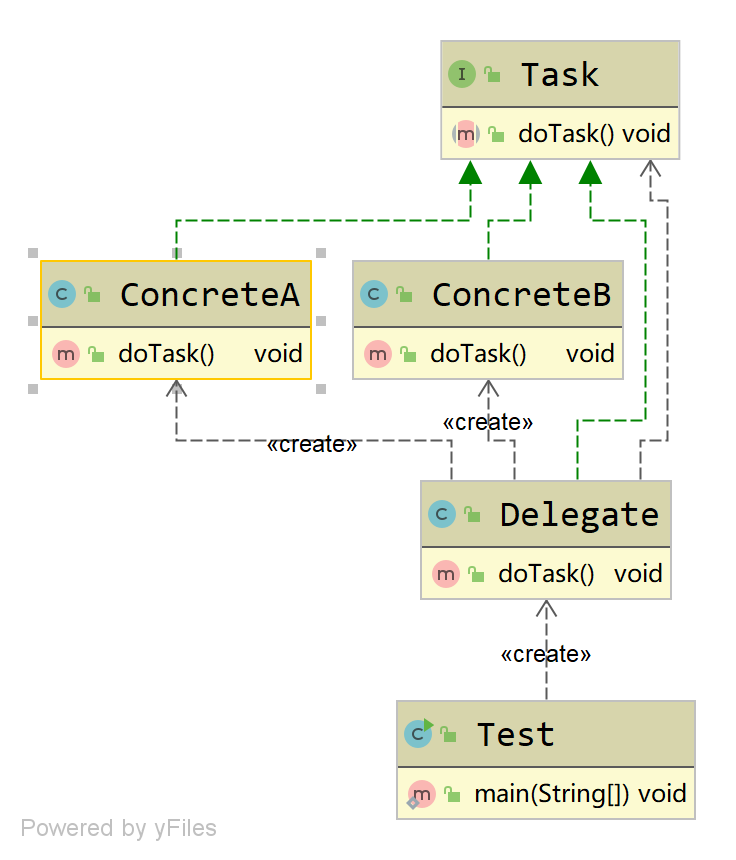 Task
doTask() void
ConcreteA
doTask() void
ConcreteB
doTask() void
«create»
«create»
Delegate
doTask() void
«create»
Test
main(String[]) void
Powered by yFiles